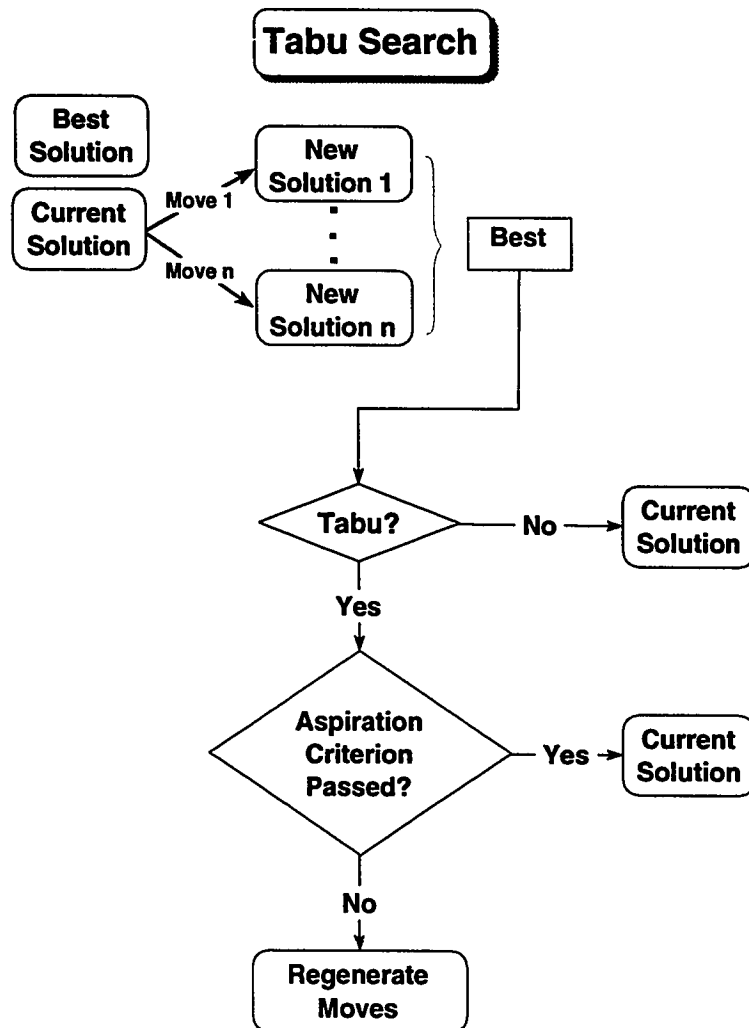 Tabu Search
Best
Solution
Current
Solution
Move 1
Move n
New
Solution 1
New
Solution n
Best
Tabu?
No
Current
Solution
Yes
Aspiration
Criterion
Passed?
Yes
Current
Solution
No
Regenerate
Moves